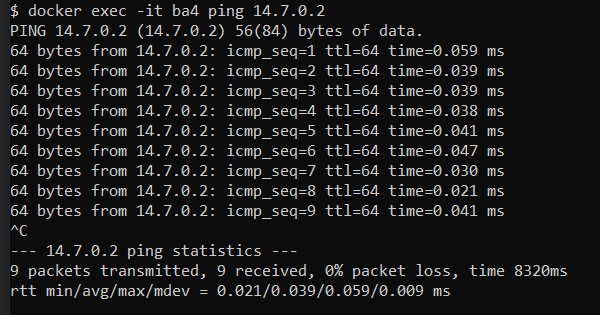 $ docker exec -it ba4 ping 14.7.0.2
PING 14.7.0.2 (14.7.0.2) 56(84) bytes of data.
64 bytes from 14.7.0.2: icmp_seq=1 ttl=64 time=0.059 ms
64 bytes from 14.7.0.2: icmp_seq=2 ttl=64 time=0.039 ms
64 bytes from 14.7.0.2: icmp_seq=3 ttl=64 time=0.039 ms
64 bytes from 14.7.0.2: icmp_seq=4 ttl=64 time=0.038 ms
64 bytes from 14.7.0.2: icmp_seq=5 ttl=64 time=0.041 ms
64 bytes from 14.7.0.2: icmp_seq=6 ttl=64 time=0.047 ms
64 bytes from 14.7.0.2: icmp_seq=7 ttl=64 time=0.030 ms
64 bytes from 14.7.0.2: icmp_seq=8 ttl=64 time=0.021 ms
64 bytes from 14.7.0.2: icmp_seq=9 ttl=64 time=0.041 ms
^C
--- 14.7.0.2 ping statistics ---
9 packets transmitted, 9 received, 0% packet loss, time 8320ms
rtt min/avg/max/mdev = 0.021/0.039/0.059/0.009 ms